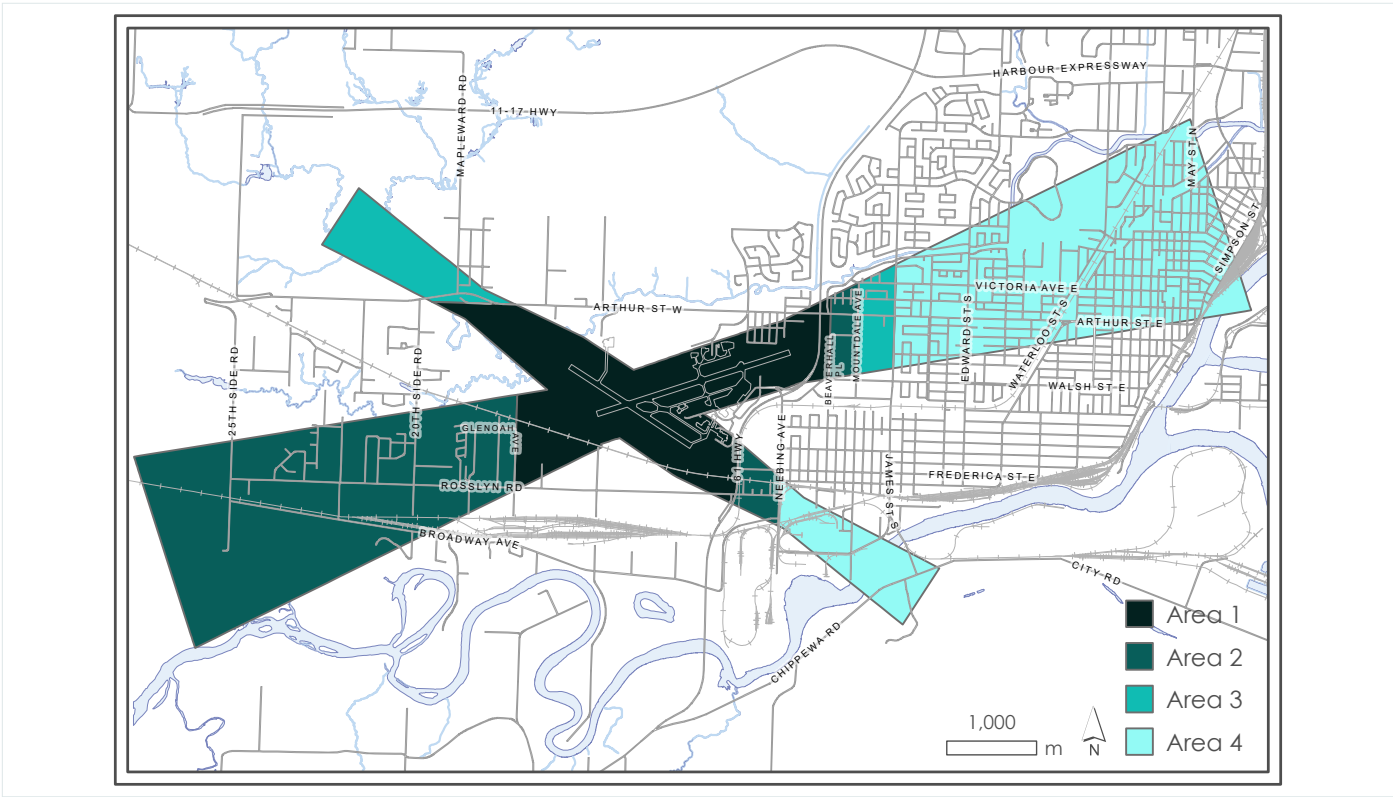 HARBOUR EXPRESSWAY
MAPLEWARD RD
11-17 HWY
MAY ST N
SIMPSON ST
VICTORIA AVE E
ARTHUR ST W
MOUNTDALE AVE
EDWARD ST S
WATERLOO ST S
ARTHUR ST E
BEAVERHALL
PL
25TH SIDE RD
20TH SIDE RD
WALSH ST E
GLENOAH
AVE
61 HWY
NEEBING AVE
JAMES ST S
FREDERICA ST E
ROSSLYN RD
BROADWAY AVE
CITY RD
CHIPPEWA RD
Area 1
Area 2
Area 3
Area 4
1,000
m
N